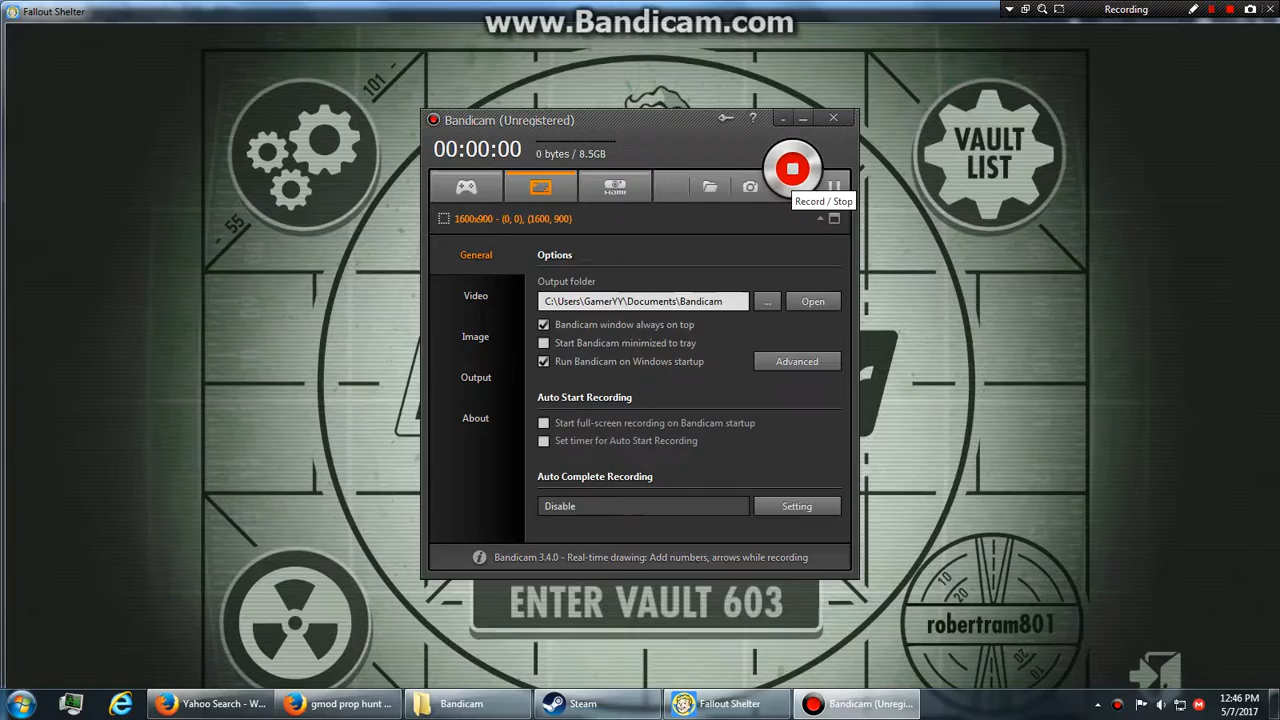 Fallout Shelter
www.Bandicam.com
Recording
101
55
VAULT
LIST
Bandicam (Unregistered)
?
00:00:00
0 bytes / 8.5GB
HDMI
Record / Stop
1600x900 - (0, 0), (1600, 900)
General
Video
Image
Output
About
Options
Output folder
C:\Users\GamerYY\Documents\Bandicam
...
Open
Bandicam window always on top
Start Bandicam minimized to tray
Run Bandicam on Windows startup
Advanced
Auto Start Recording
Start full-screen recording on Bandicam startup
Set timer for Auto Start Recording
Auto Complete Recording
Disable
Setting
Bandicam 3.4.0 - Real-time drawing: Add numbers, arrows while recording
ENTER VAULT 603
10
20
robertram801
20
10
Yahoo Search - W...
gmod prop hunt ...
Bandicam
Steam
Fallout Shelter
Bandicam (Unregi...
12:46 PM
5/7/2017